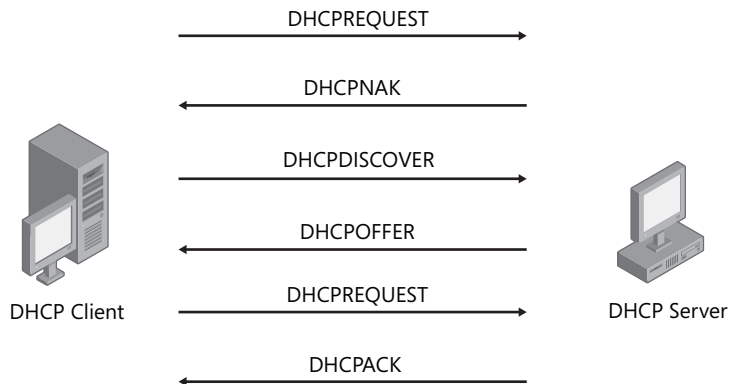 DHCPREQUEST
DHCPNAK
DHCPDISCOVER
DHCPOFFER
DHCPREQUEST
DHCP Client
DHCP Server
DHCPACK